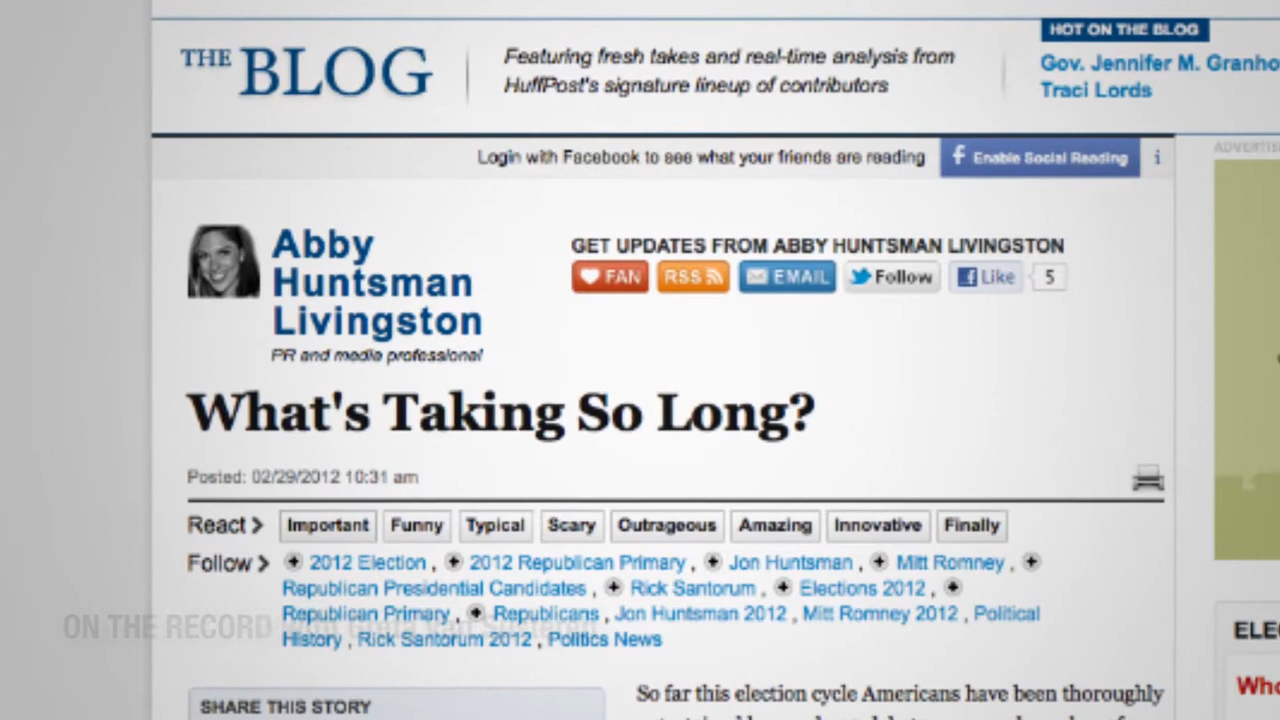 THE BLOG
Featuring fresh takes and real-time analysis from
HuffPost's signature lineup of contributors
HOT ON THE BLOG
Gov. Jennifer M. Granho
Traci Lords
Login with Facebook to see what your friends are reading
f Enable Social Reading i
ADVERTIS
Abby
Huntsman
Livingston
PR and media professional
GET UPDATES FROM ABBY HUNTSMAN LIVINGSTON
FAN RSS EMAIL Follow Like 5
What's Taking So Long?
Posted: 02/29/2012 10:31 am
React Important Funny Typical Scary Outrageous Amazing Innovative Finally
Follow 2012 Election , 2012 Republican Primary , Jon Huntsman , Mitt Romney ,
Republican Presidential Candidates , Rick Santorum , Elections 2012 ,
Republican Primary , Republicans , Jon Huntsman 2012 , Mitt Romney 2012 , Political
History , Rick Santorum 2012 , Politics News
ON THE RECORD
SHARE THIS STORY
So far this election cycle Americans have been thoroughly
ELE
Who